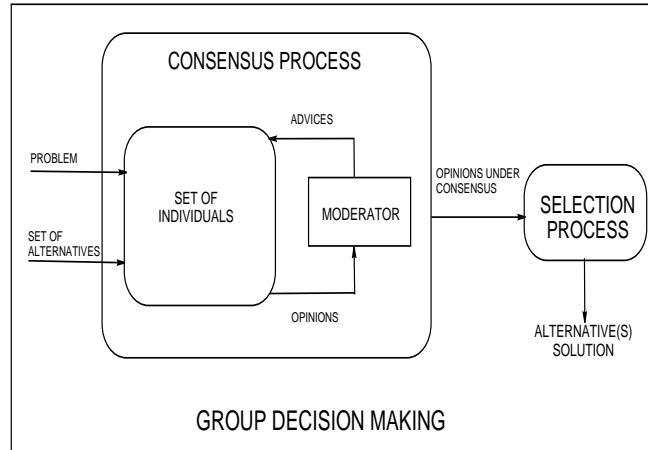 CONSENSUS PROCESS
ADVICES
PROBLEM
SET OF
INDIVIDUALS
MODERATOR
OPINIONS UNDER
CONSENSUS
SELECTION
PROCESS
SET OF
ALTERNATIVES
OPINIONS
ALTERNATIVE(S)
SOLUTION
GROUP DECISION MAKING